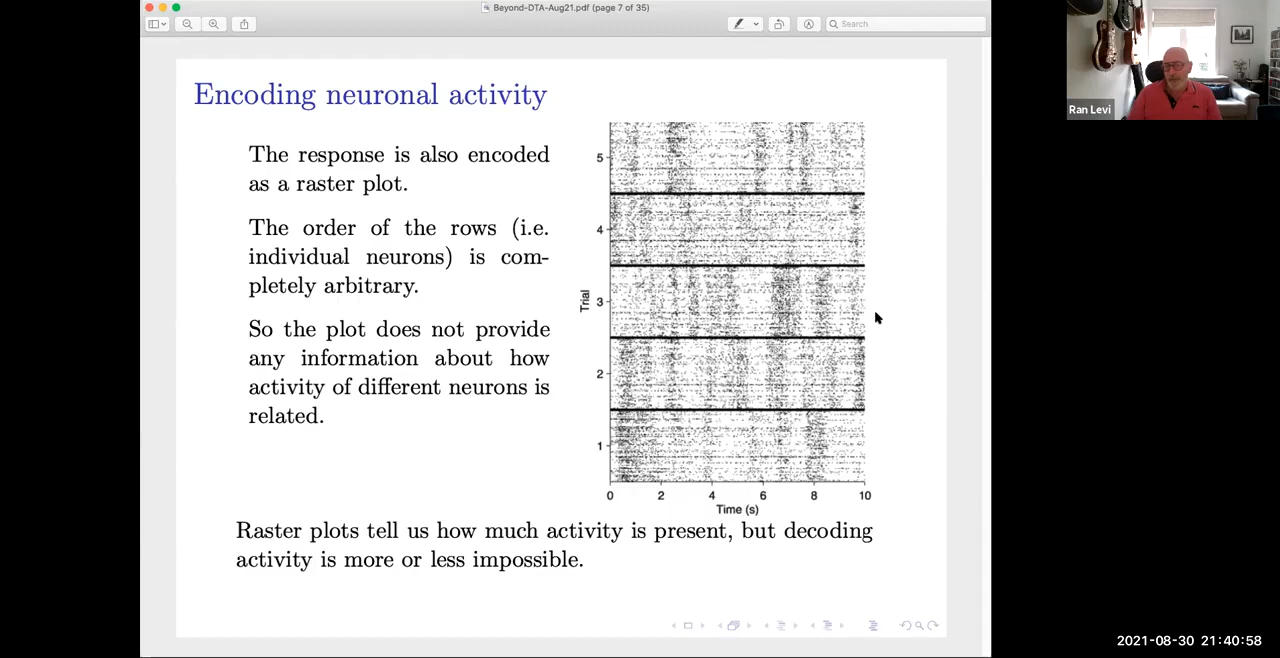 Beyond-DTA-Aug21.pdf (page 7 of 35)
Search
Ran Levi
Encoding neuronal activity
The response is also encoded
as a raster plot.
The order of the rows (i.e.
individual neurons) is com-
pletely arbitrary.
So the plot does not provide
any information about how
activity of different neurons is
related.
Trial
5
4
3
2
1
0 2 4 6 8 10
Time (s)
Raster plots tell us how much activity is present, but decoding
activity is more or less impossible.
2021-08-30 21:40:58